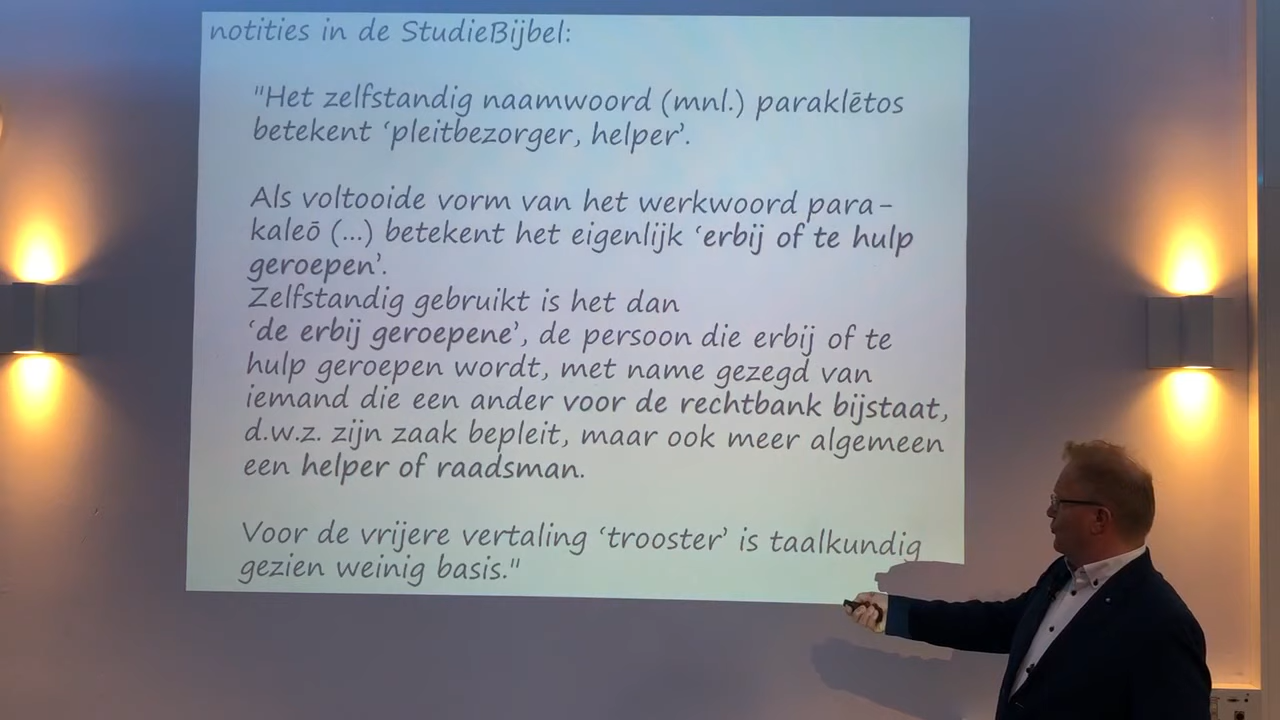 notities in de StudieBijbel:
"Het zelfstandig naamwoord (mnl.) paraklētos
betekent ‘pleitbezorger, helper’.
Als voltooide vorm van het werkwoord para-
kaleō (...) betekent het eigenlijk ‘erbij of te hulp
geroepen’.
Zelfstandig gebruikt is het dan
‘de erbij geroepene’, de persoon die erbij of te
hulp geroepen wordt, met name gezegd van
iemand die een ander voor de rechtbank bijstaat,
d.w.z. zijn zaak bepleit, maar ook meer algemeen
een helper of raadsman.
Voor de vrijere vertaling ‘trooster’ is taalkundig
gezien weinig basis."